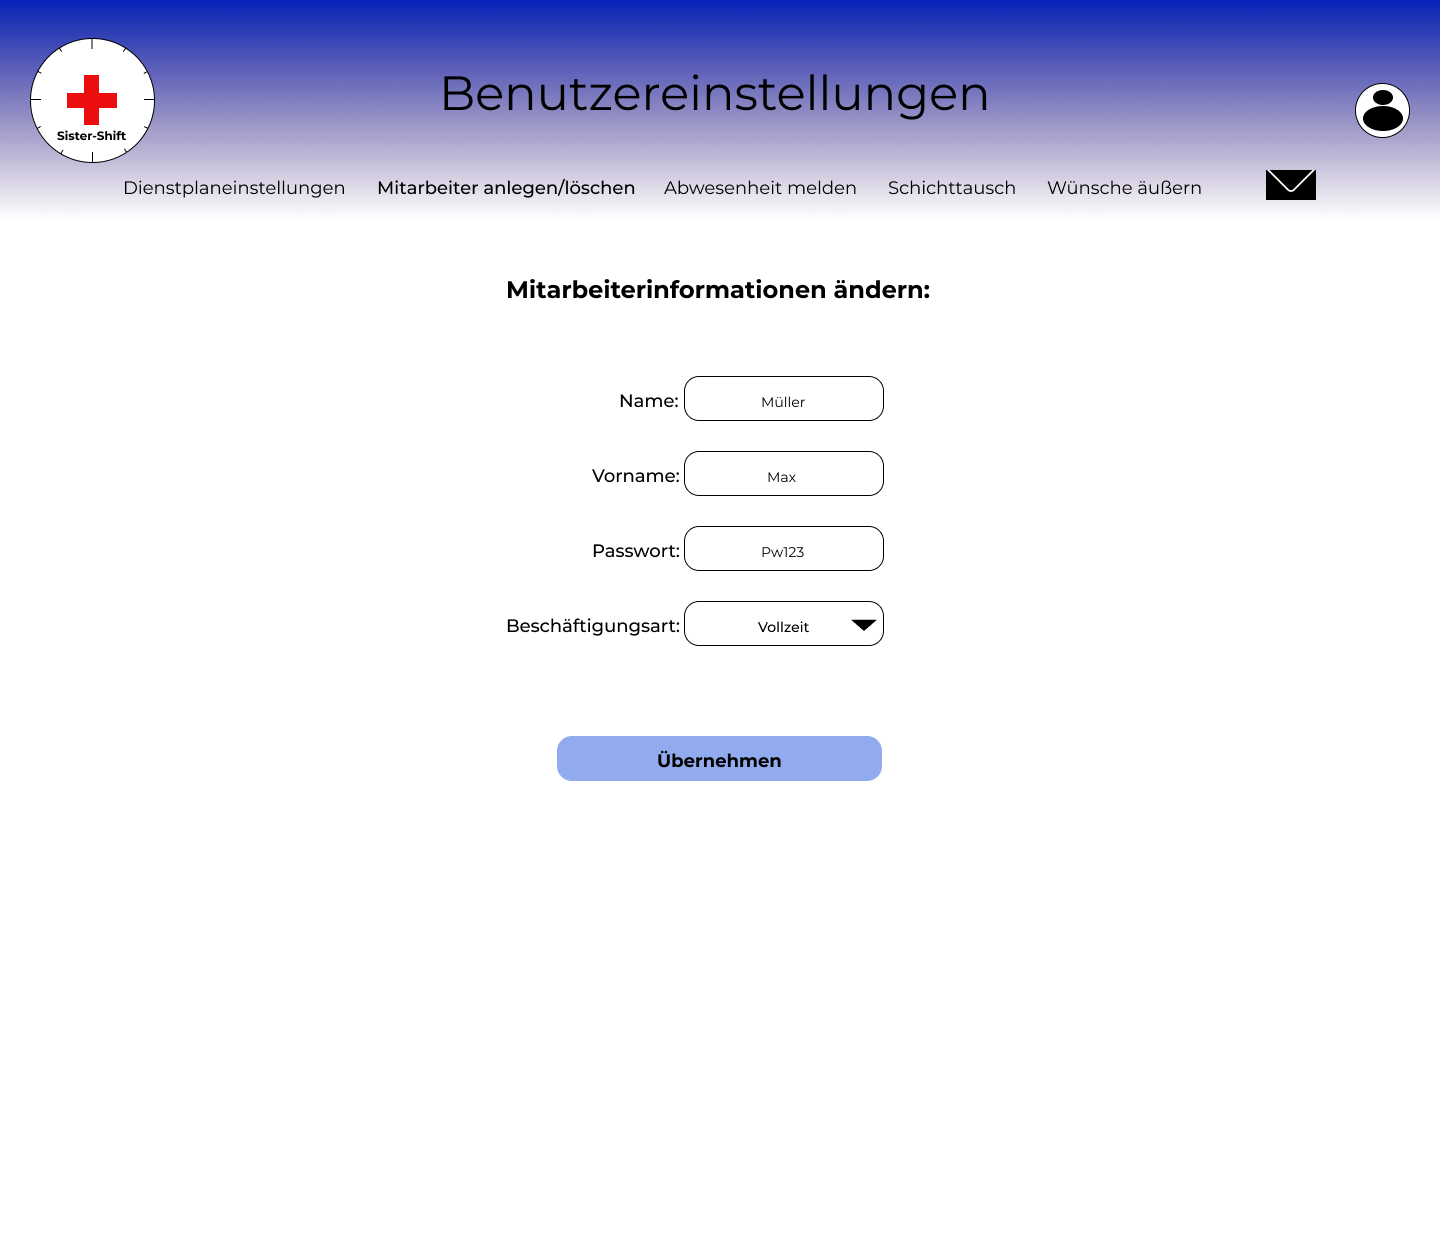 Benutzereinstellungen
Sister-Shift
Dienstplaneinstellungen Mitarbeiter anlegen/löschen Abwesenheit melden Schichttausch Wünsche äußern
Mitarbeiterinformationen ändern:
Name: Müller
Vorname: Max
Passwort: Pw123
Beschäftigungsart: Vollzeit
Übernehmen